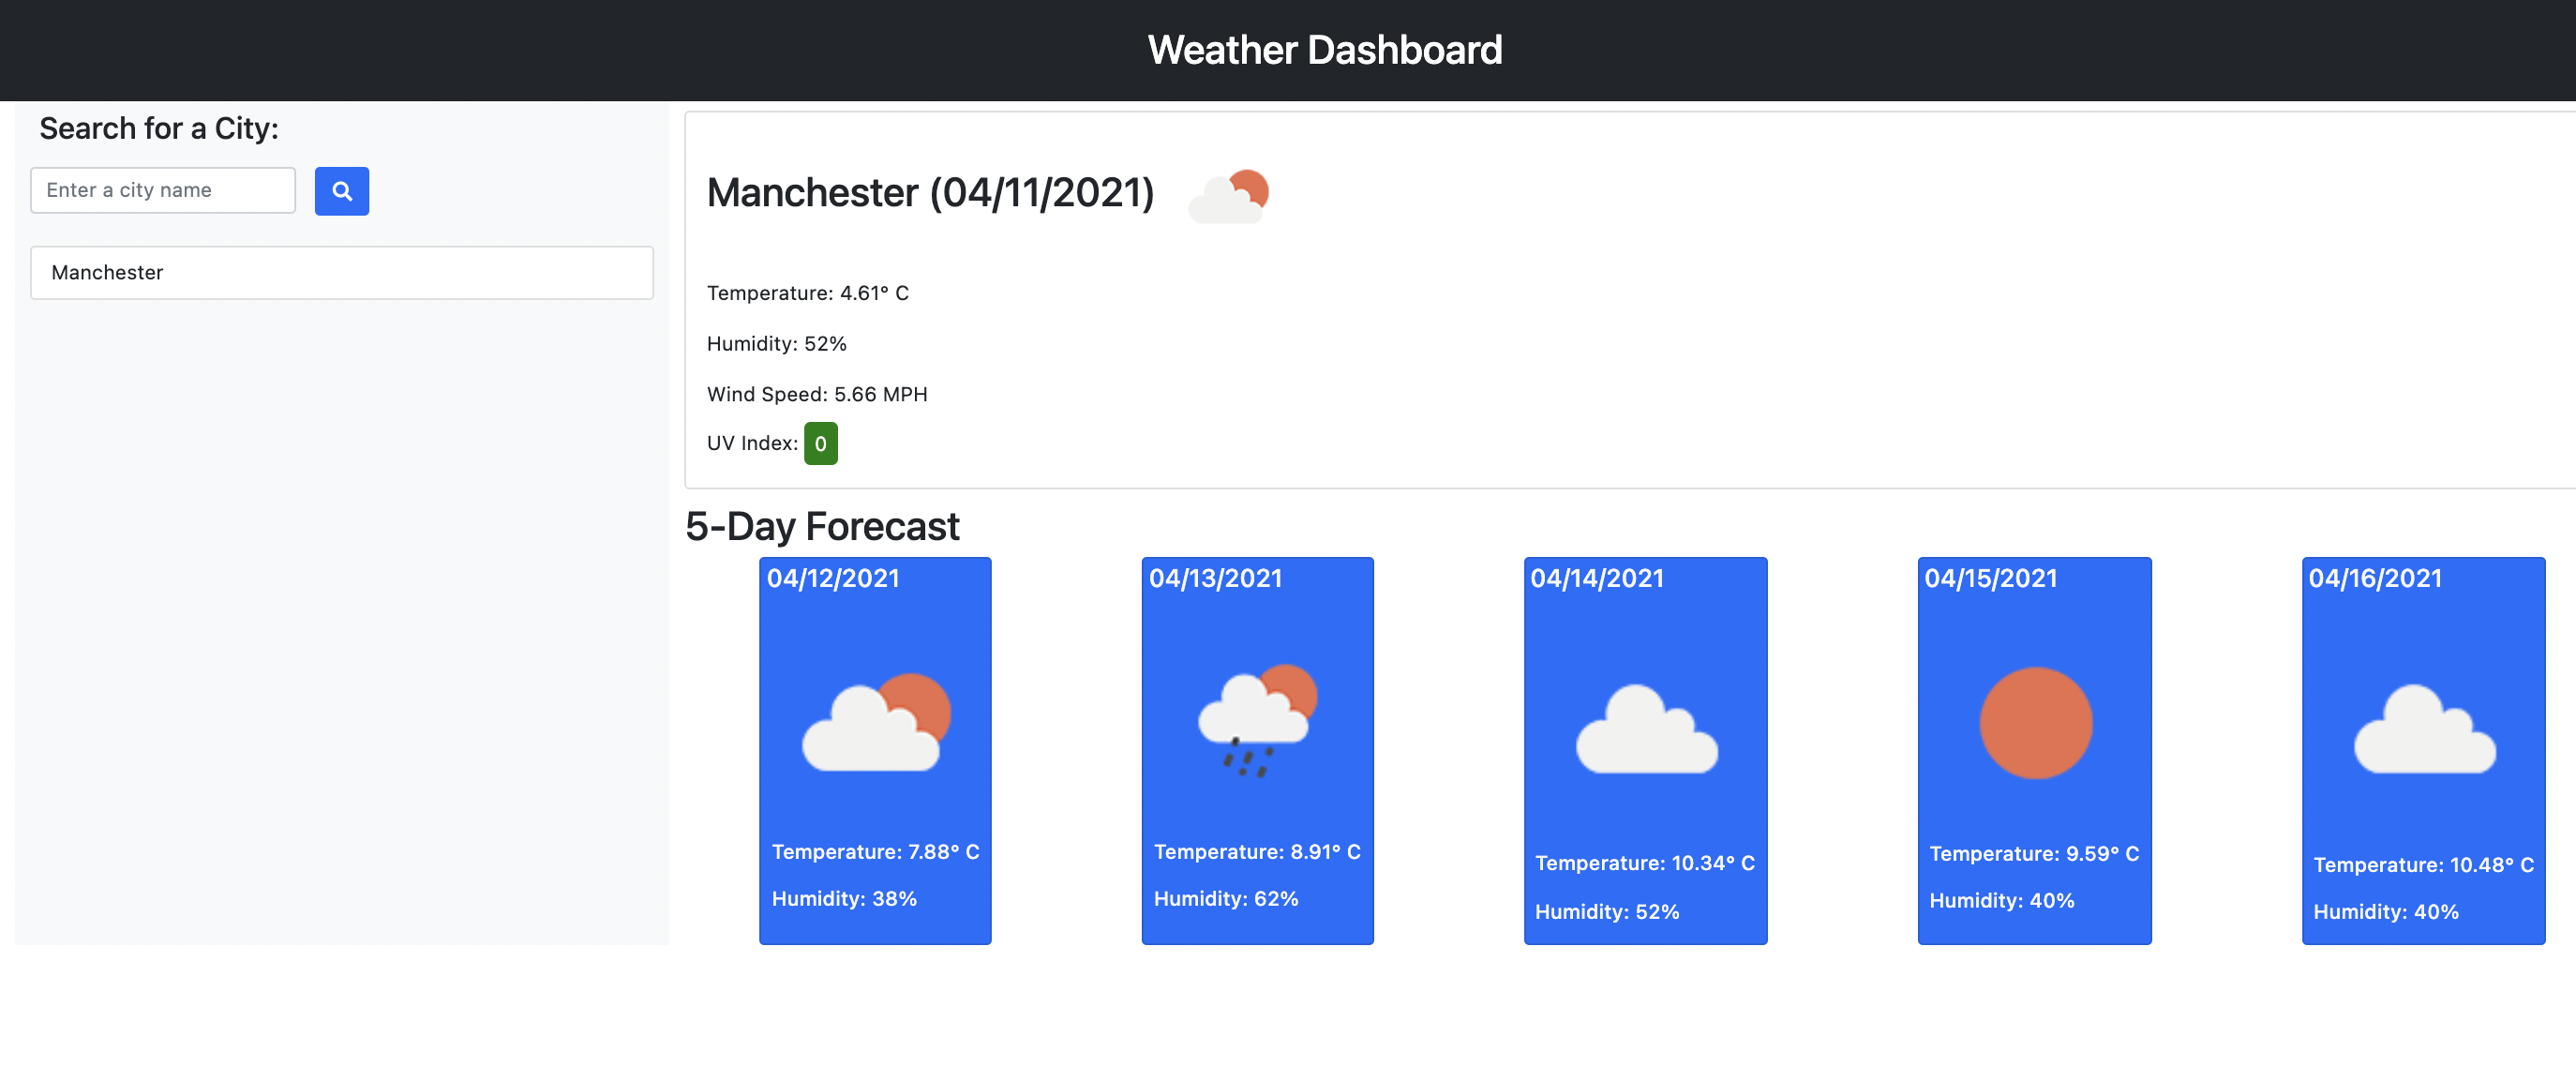 Weather Dashboard
Search for a City:
Enter a city name
Manchester
Manchester (04/11/2021)
Temperature: 4.61° C
Humidity: 52%
Wind Speed: 5.66 MPH
UV Index: 0
5-Day Forecast
04/12/2021
Temperature: 7.88° C
Humidity: 38%
04/13/2021
Temperature: 8.91° C
Humidity: 62%
04/14/2021
Temperature: 10.34° C
Humidity: 52%
04/15/2021
Temperature: 9.59° C
Humidity: 40%
04/16/2021
Temperature: 10.48° C
Humidity: 40%